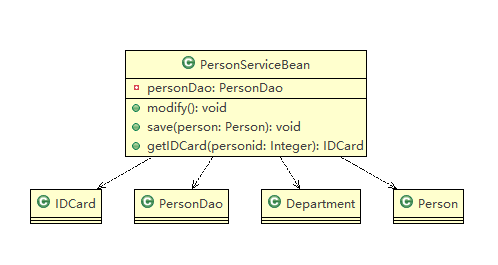 C PersonServiceBean
personDao: PersonDao
modify(): void
save(person: Person): void
getIDCard(personid: Integer): IDCard
C IDCard
C PersonDao
C Department
C Person